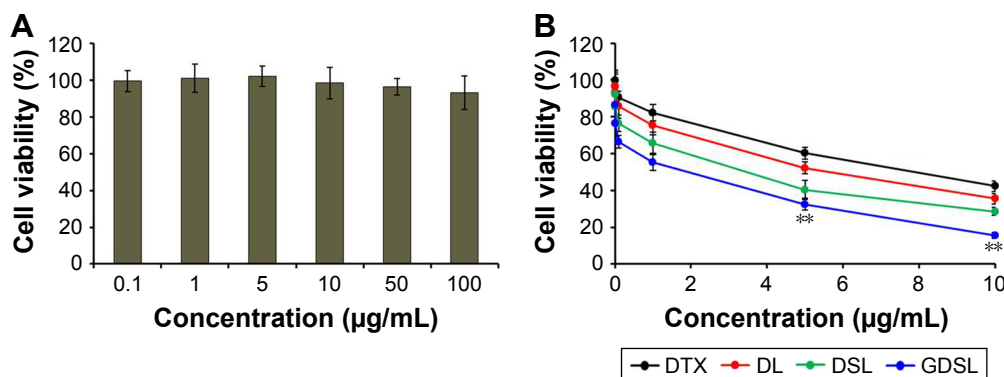 A
Cell viability (%)
120
100
80
60
40
20
0
0.1 1 5 10 50 100
Concentration (µg/mL)
B
Cell viability (%)
120
100
80
60
40
20
0
0 2 4 6 8 10
**
**
Concentration (µg/mL)
DTX DL DSL GDSL